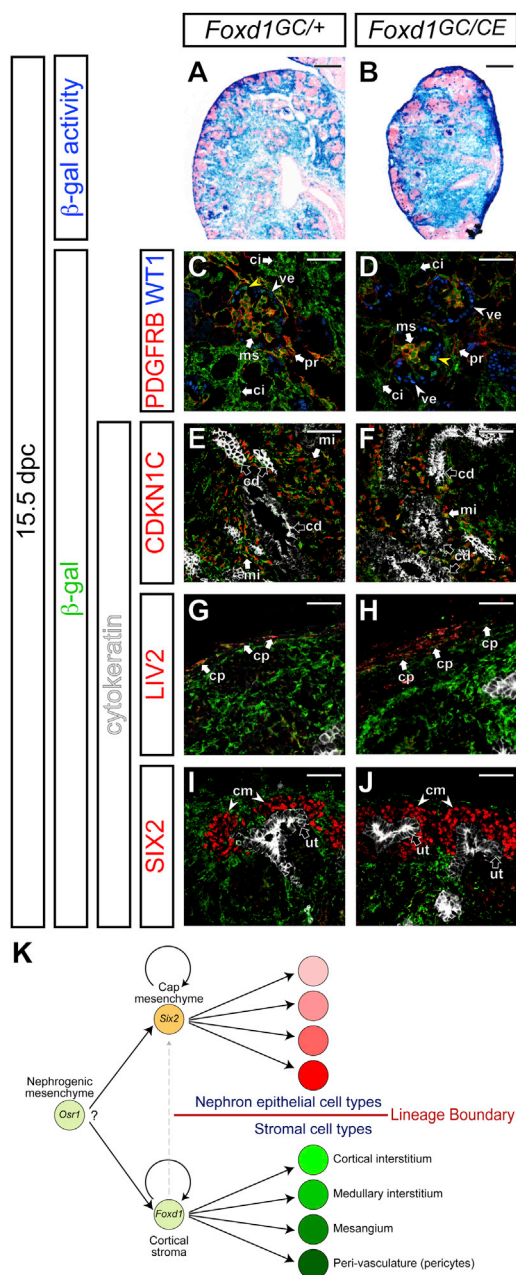 Foxd1GC/+
Foxd1GC/CE
15.5 dpc
β-gal activity
β-gal
cytokeratin
PDGFRB WT1
CDKN1C
LIV2
SIX2
A
B
C
ci
ve
ms
pr
ci
D
ci
ve
ms
pr
ci
ve
E
mi
cd
cd
mi
F
cd
mi
cd
G
cp
cp
H
cp
cp
I
cm
ut
J
cm
ut
ut
K
Cap
mesenchyme
Six2
Nephrogenic
mesenchyme
Osr1
?
Nephron epithelial cell types
Lineage Boundary
Stromal cell types
Foxd1
Cortical
stroma
Cortical interstitium
Medullary interstitium
Mesangium
Peri-vasculature (pericytes)